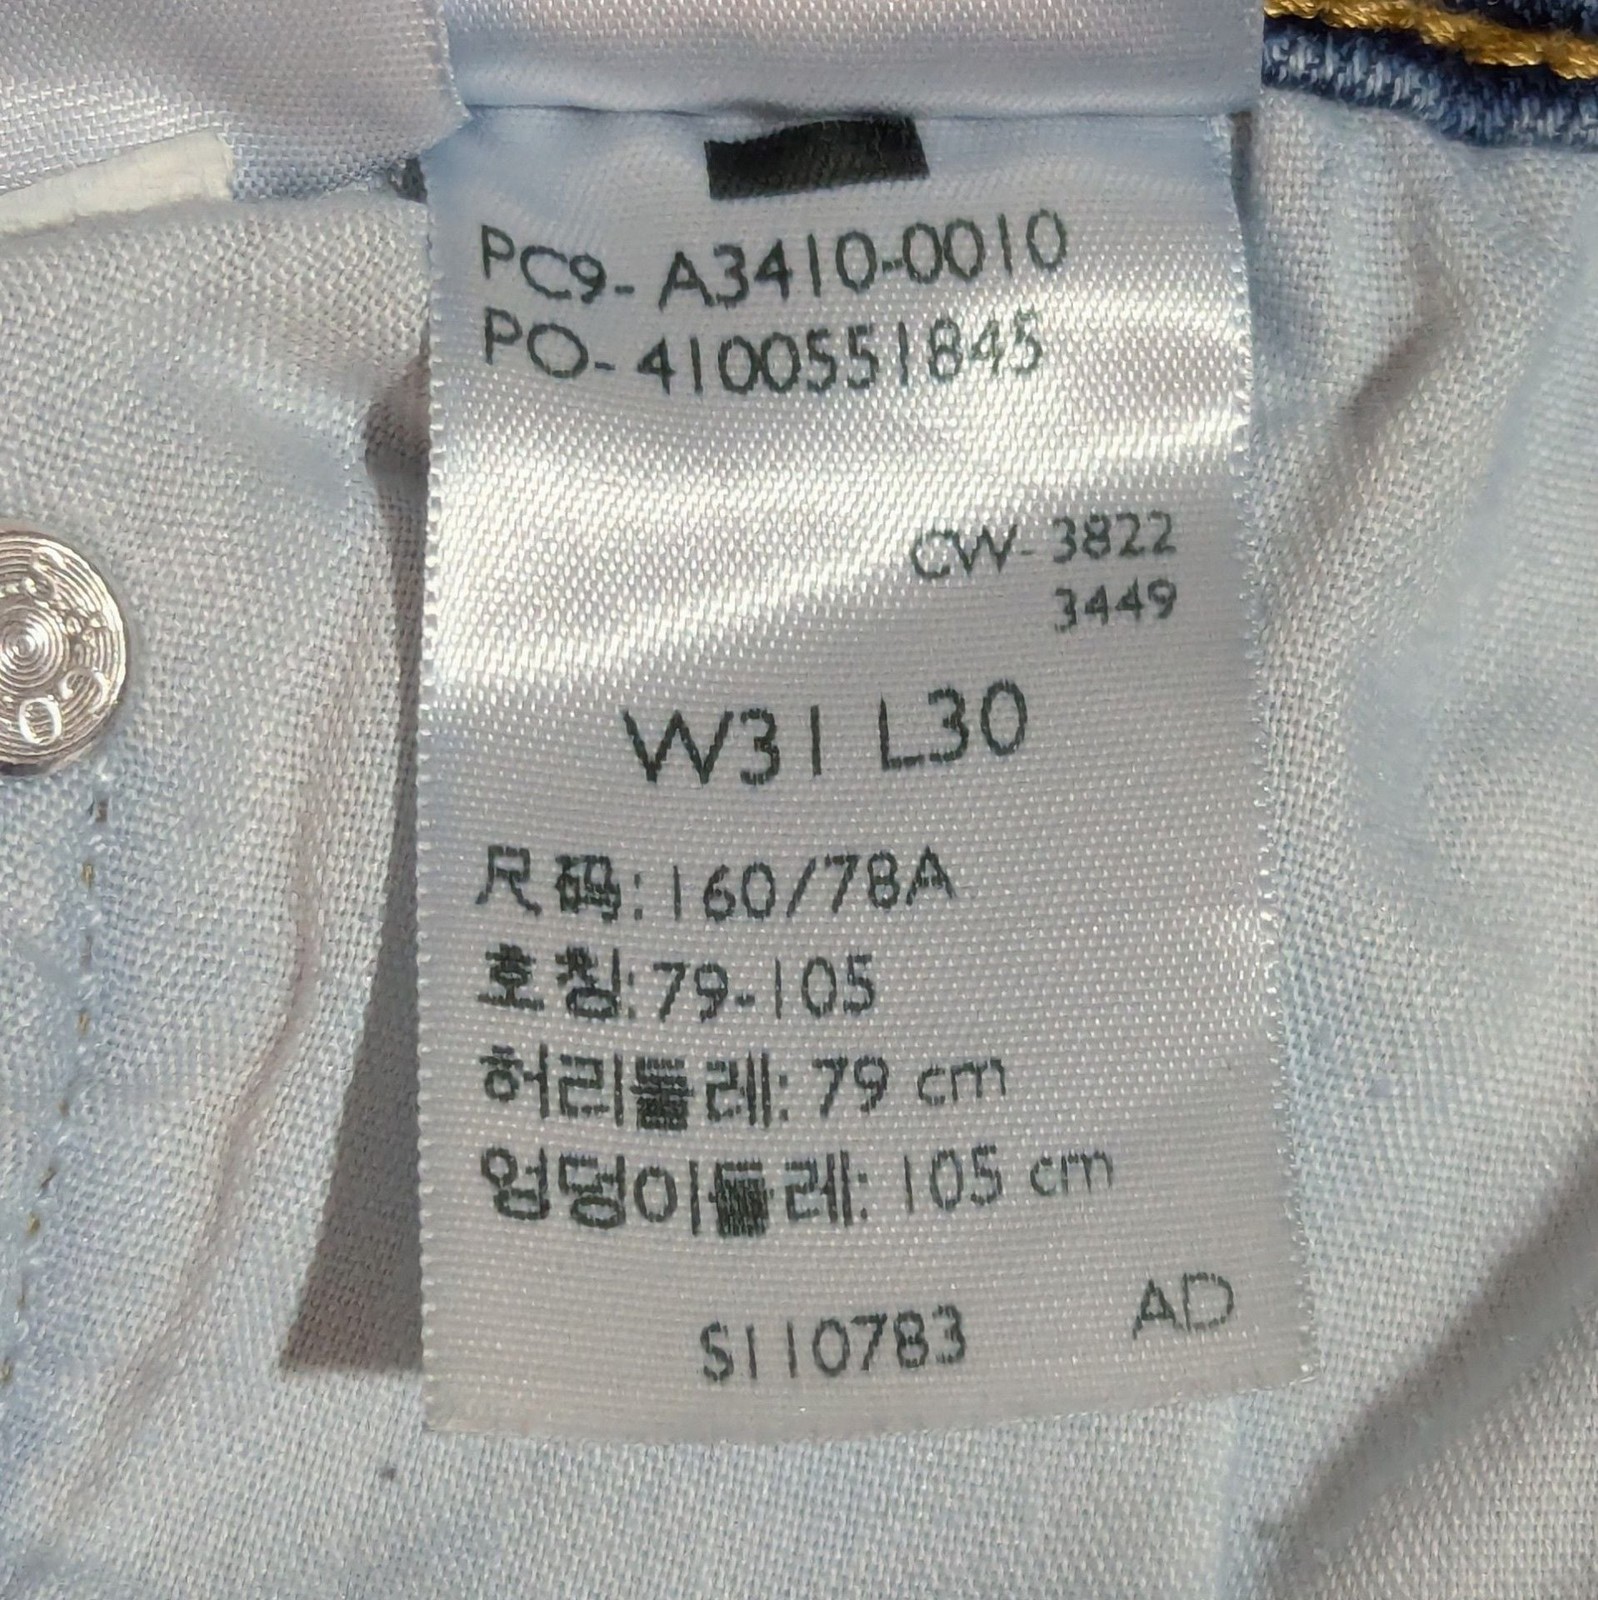 PC9- A3410-0010
PO- 4100551845
CW- 3822
3449
W31 L30
尺码: 160/78A
호칭: 79-105
허리둘레: 79 cm
엉덩이둘레: 105 cm
S110783
AD